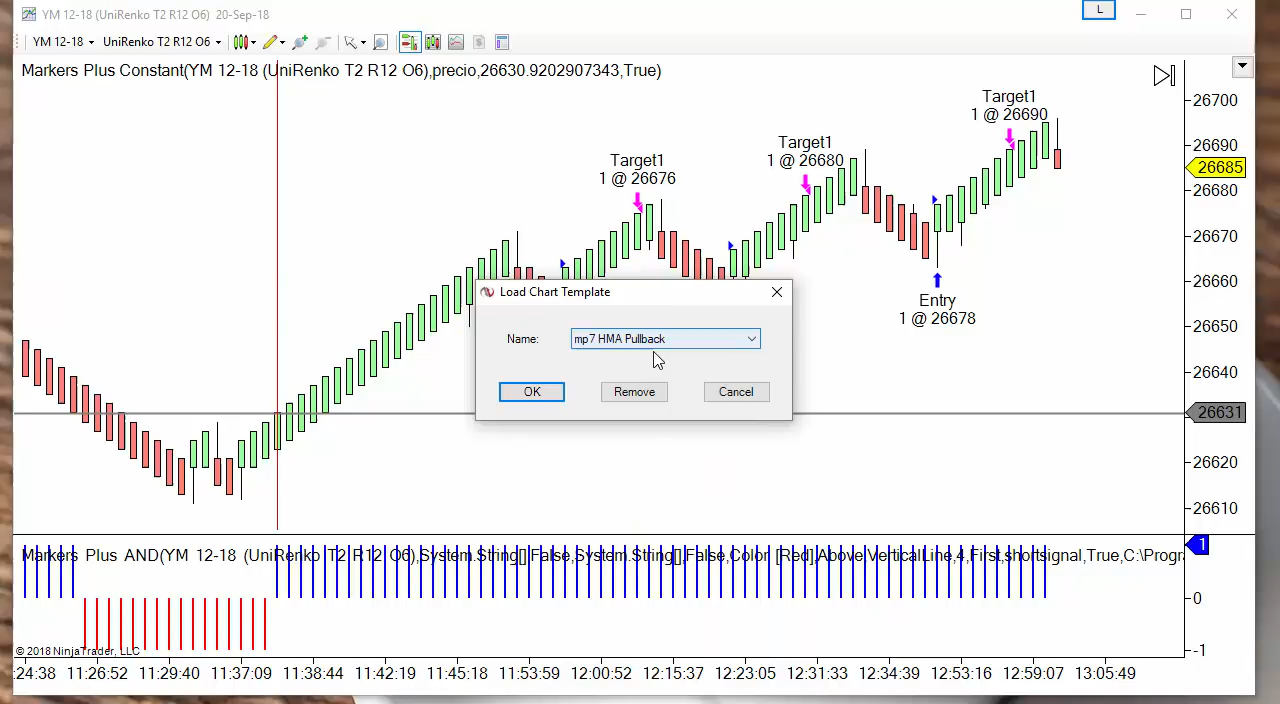 YM 12-18 (UniRenko T2 R12 O6)  20-Sep-18
L
YM 12-18 UniRenko T2 R12 O6
Markers Plus Constant(YM 12-18 (UniRenko T2 R12 O6),precio,26630.9202907343,True)
Target1
1 @ 26690
Target1
1 @ 26680
Target1
1 @ 26676
Entry
1 @ 26678
26700
26690
26685
26680
26670
26660
26650
26640
26631
26620
26610
Load Chart Template
Name: mp7 HMA Pullback
OK Remove Cancel
Markers Plus AND(YM 12-18 (UniRenko T2 R12 O6),System.String[],False,System.String[],False,Color [Red],Above,VerticalLine,4,First,shortsignal,True,C:\Progra
1
0
-1
© 2018 NinjaTrader, LLC
:24:38 11:26:52 11:29:40 11:37:09 11:38:44 11:42:19 11:45:18 11:53:59 12:00:52 12:15:37 12:23:05 12:31:33 12:34:39 12:53:16 12:59:07 13:05:49